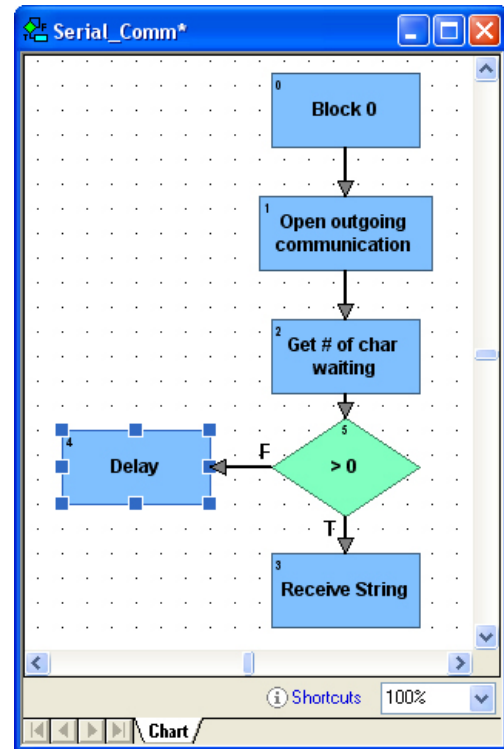 Serial_Comm*
0
Block 0
1
Open outgoing
communication
2
Get # of char
waiting
5
> 0
F
4
Delay
T
3
Receive String
Shortcuts
100%
Chart